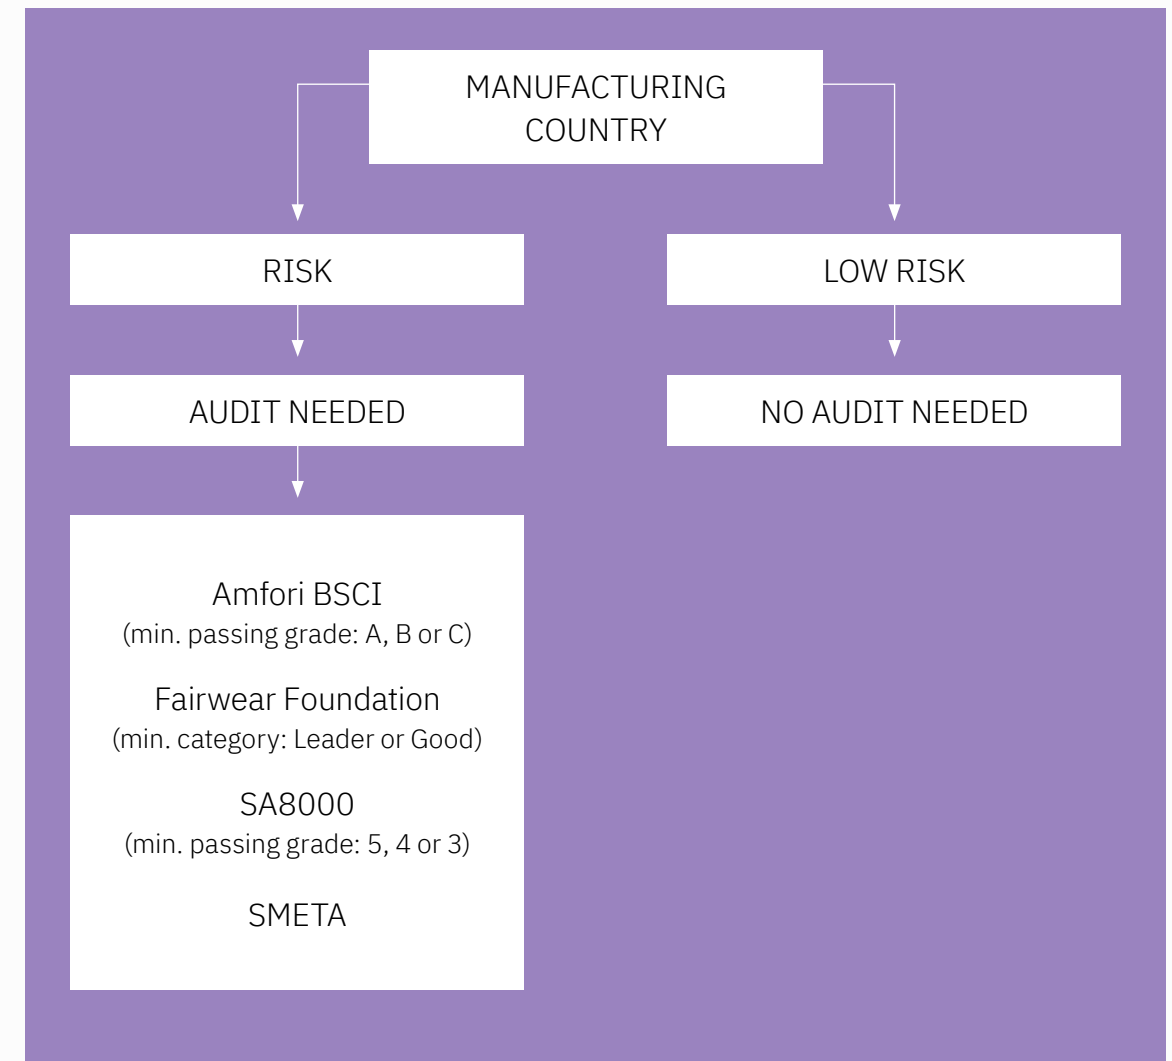 MANUFACTURING
COUNTRY
RISK
LOW RISK
AUDIT NEEDED
NO AUDIT NEEDED
Amfori BSCI
(min. passing grade: A, B or C)
Fairwear Foundation
(min. category: Leader or Good)
SA8000
(min. passing grade: 5, 4 or 3)
SMETA